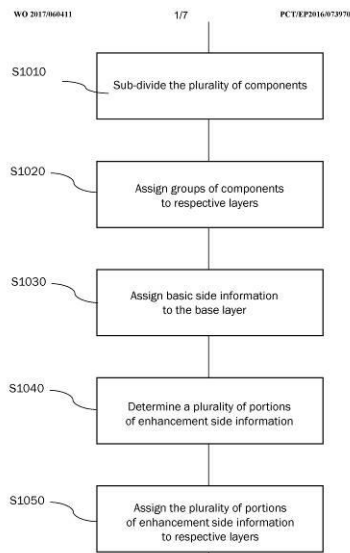 WO 2017/060411 1/7 PCT/EP2016/073970
S1010
Sub-divide the plurality of components
S1020
Assign groups of components
to respective layers
S1030
Assign basic side information
to the base layer
S1040
Determine a plurality of portions
of enhancement side information
S1050
Assign the plurality of portions
of enhancement side information
to respective layers